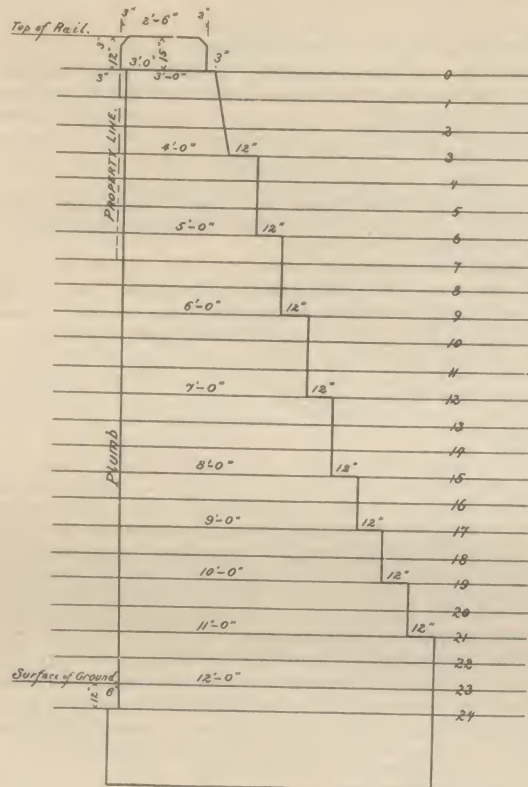 3" 2'-6" 3"
Top of Rail.
3" 12" 15"
3" 3'0" 3" 0
3'-0"
1
2
4'-0" 12" 3
PROPERTY LINE.
4
5
5'-0" 12" 6
7
8
6'-0" 12" 9
10
11
7'-0" 12" 12
13
14
Plumb
8'-0" 12" 15
16
9'-0" 12" 17
18
10'-0" 12" 19
20
11'-0" 12" 21
22
Surface of Ground
12'-0" 23
12" 6"
24